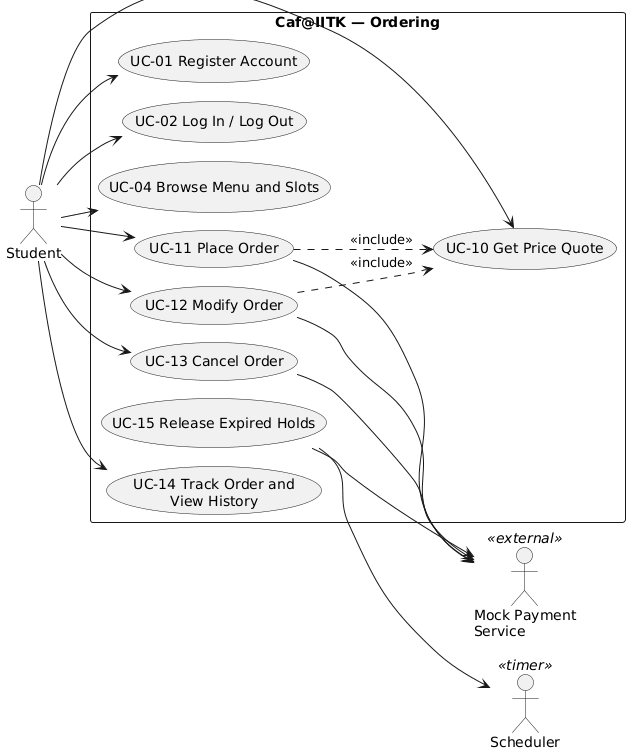 Caf@IITK — Ordering
UC-01 Register Account
UC-02 Log In / Log Out
UC-04 Browse Menu and Slots
Student
UC-11 Place Order
«include»
UC-10 Get Price Quote
«include»
UC-12 Modify Order
UC-13 Cancel Order
UC-15 Release Expired Holds
UC-14 Track Order and
View History
«external»
Mock Payment
Service
«timer»
Scheduler